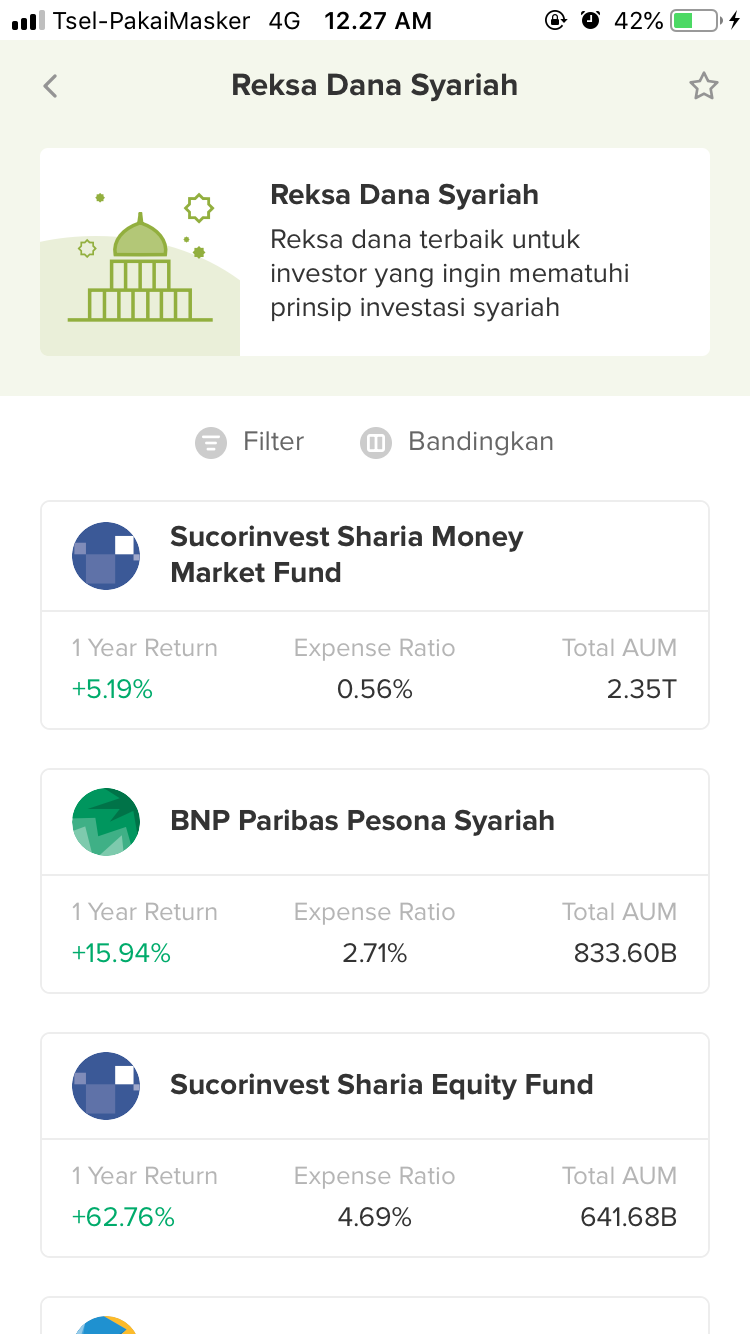 Tsel-PakaiMasker 4G 12.27 AM 42%
Reksa Dana Syariah
Reksa Dana Syariah
Reksa dana terbaik untuk
investor yang ingin mematuhi
prinsip investasi syariah
Filter Bandingkan
Sucorinvest Sharia Money
Market Fund
1 Year Return Expense Ratio Total AUM
+5.19% 0.56% 2.35T
BNP Paribas Pesona Syariah
1 Year Return Expense Ratio Total AUM
+15.94% 2.71% 833.60B
Sucorinvest Sharia Equity Fund
1 Year Return Expense Ratio Total AUM
+62.76% 4.69% 641.68B